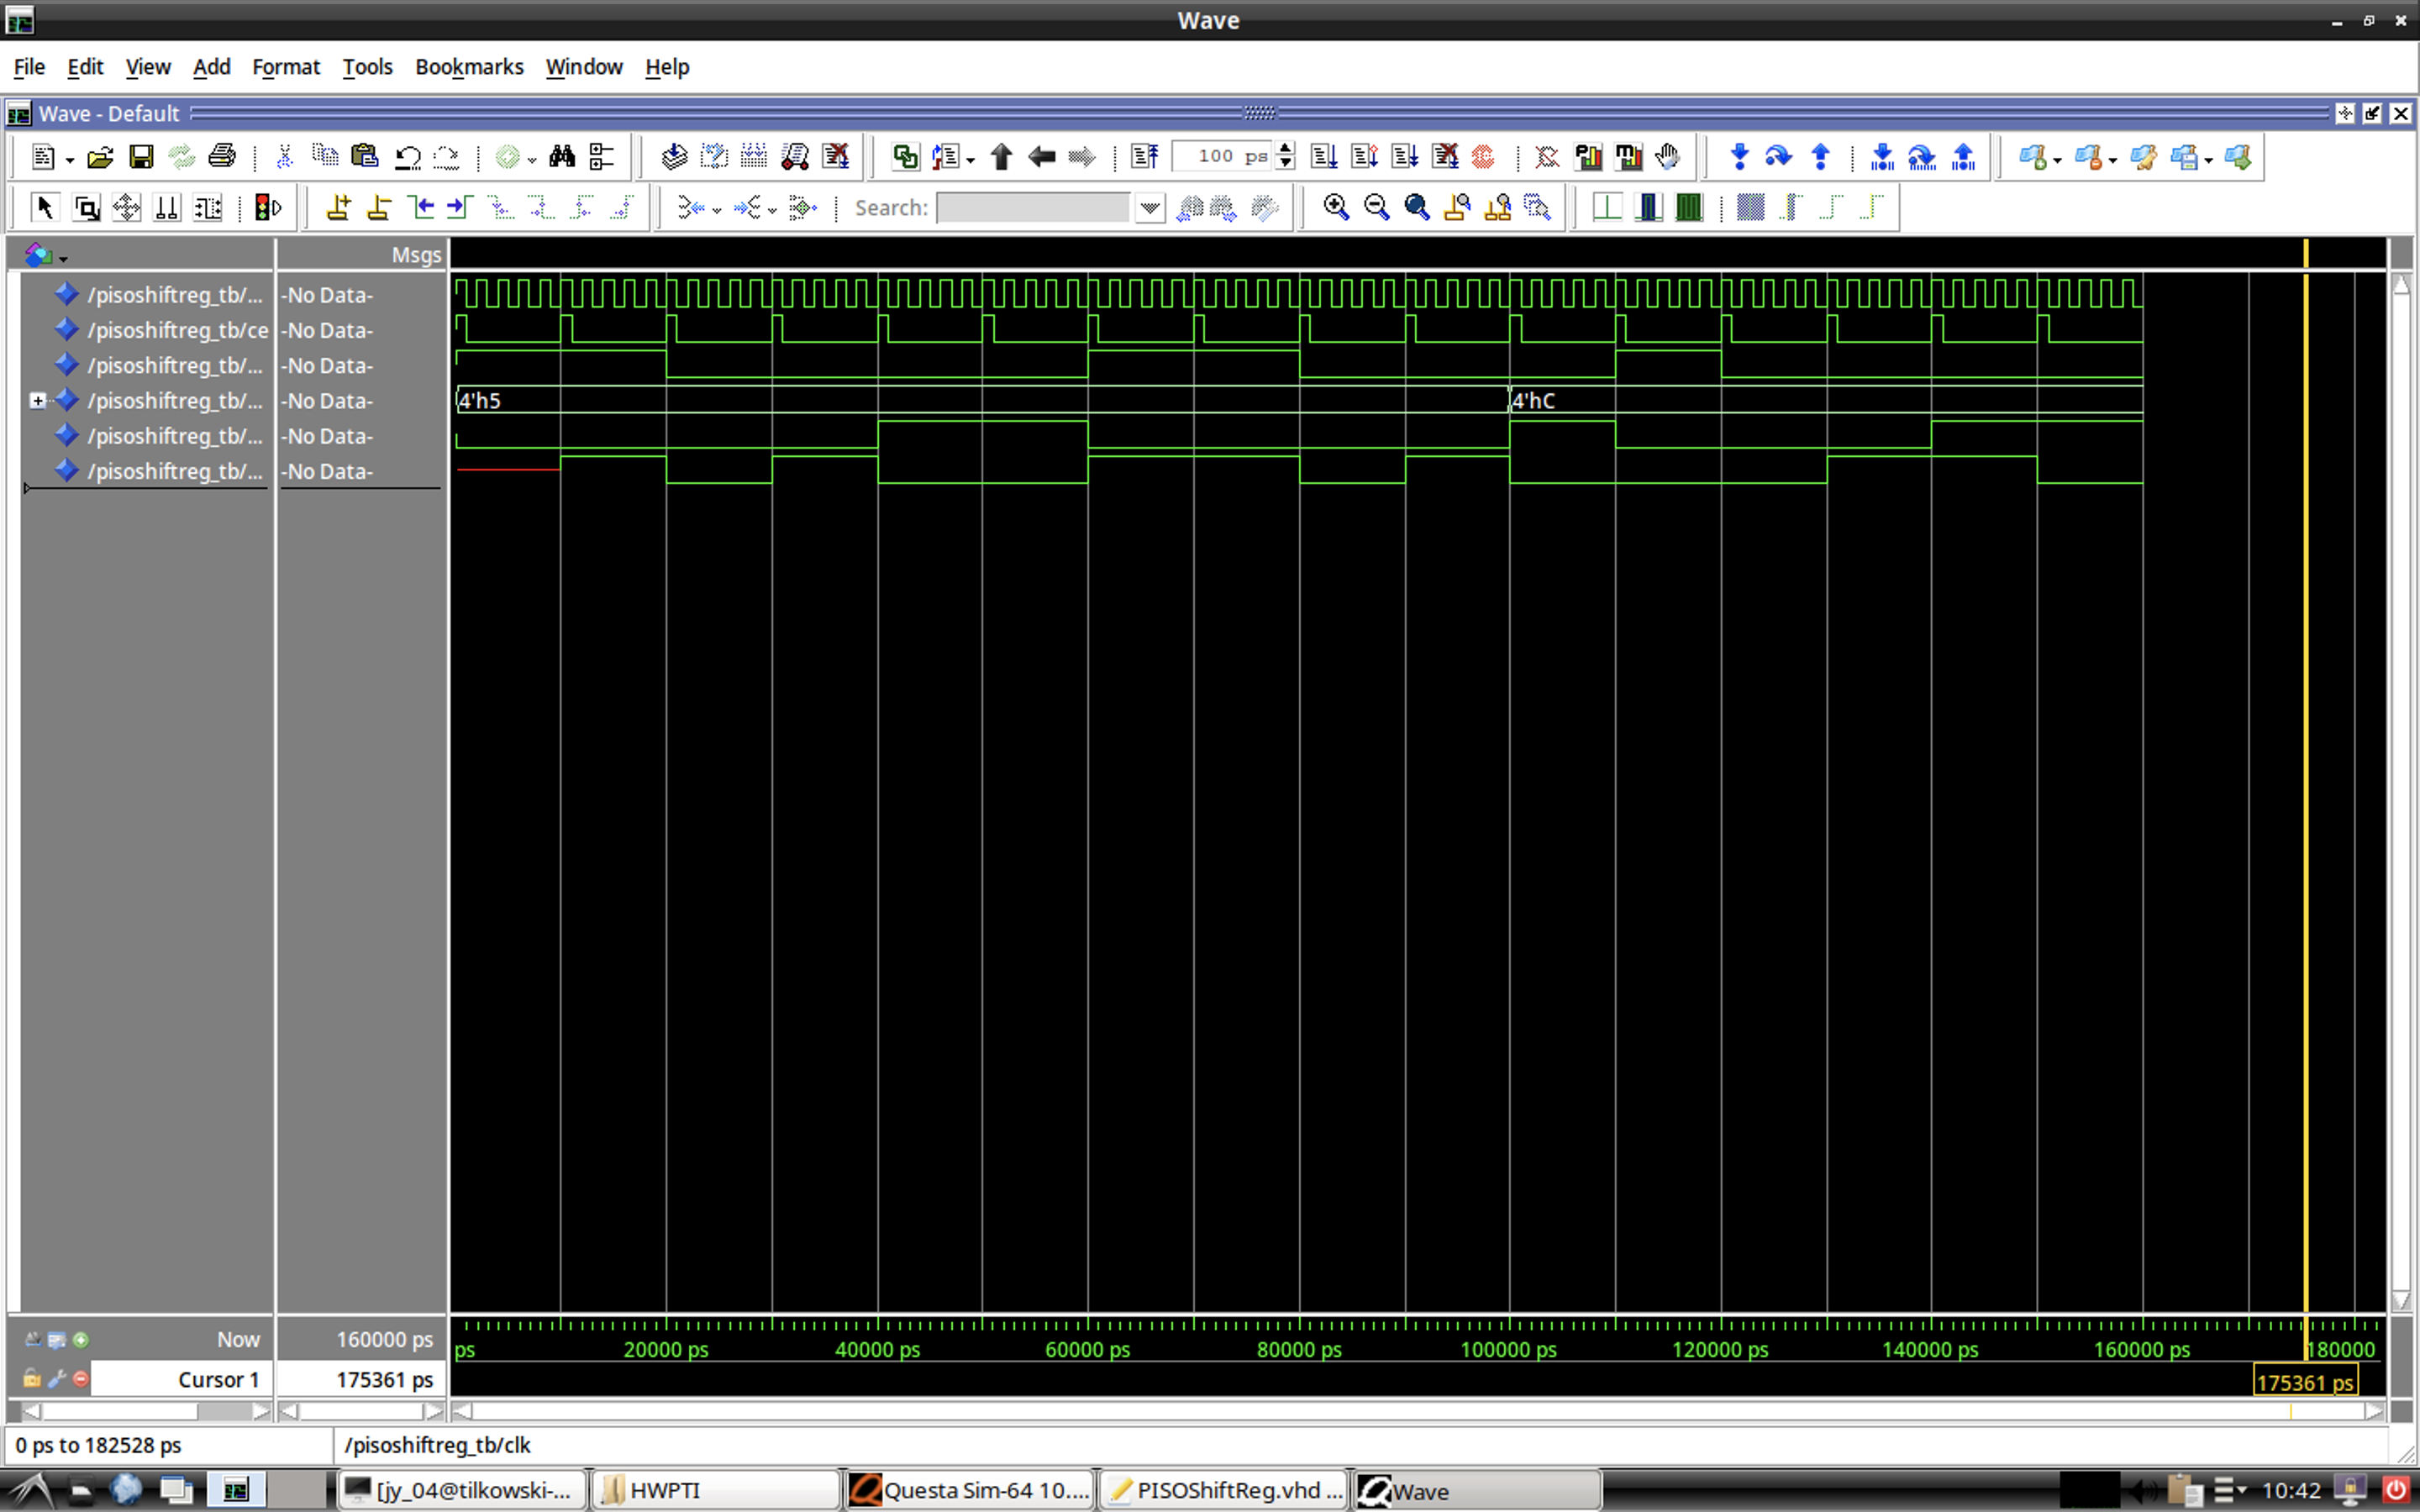 Wave
File Edit View Add Format Tools Bookmarks Window Help
Wave - Default
100 ps
Search:
Msgs
/pisoshiftreg_tb/... -No Data-
/pisoshiftreg_tb/ce -No Data-
/pisoshiftreg_tb/... -No Data-
/pisoshiftreg_tb/... -No Data- 4'h5 4'hC
/pisoshiftreg_tb/... -No Data-
/pisoshiftreg_tb/... -No Data-
Now 160000 ps ps 20000 ps 40000 ps 60000 ps 80000 ps 100000 ps 120000 ps 140000 ps 160000 ps 180000
Cursor 1 175361 ps 175361 ps
0 ps to 182528 ps /pisoshiftreg_tb/clk
[jy_04@tilkowski-... HWPTI Questa Sim-64 10.... PISOShiftReg.vhd ... Wave 10:42